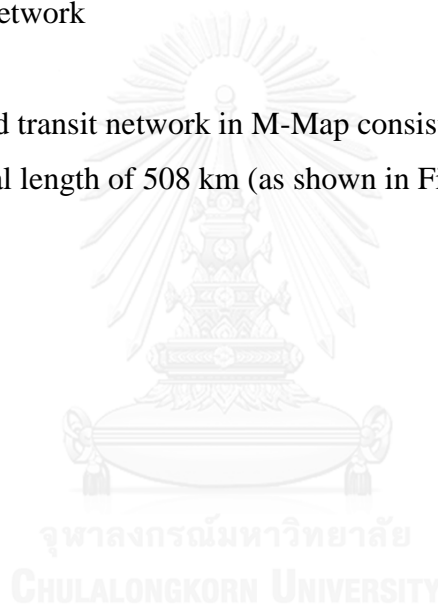 etwork
d transit network in M-Map consis
al length of 508 km (as shown in Fi
จุฬาลงกรณ์มหาวิทยาลัย
CHULALONGKORN UNIVERSITY